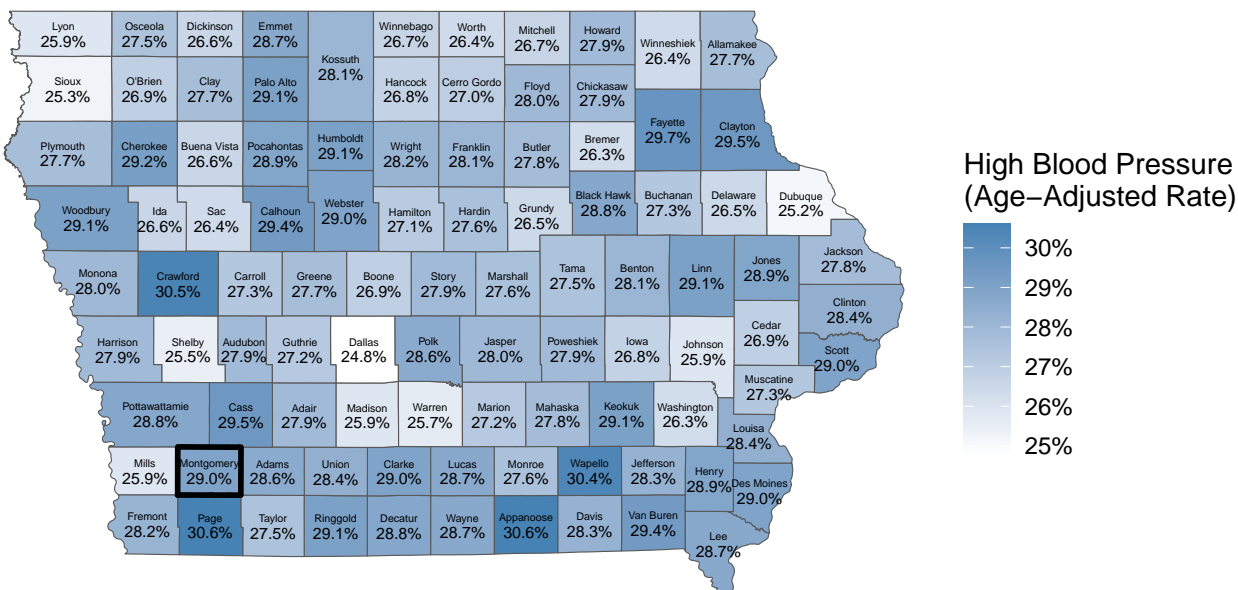 Lyon
25.9%
Osceola
27.5%
Dickinson
26.6%
Emmet
28.7%
Kossuth
28.1%
Winnebago
26.7%
Worth
26.4%
Mitchell
26.7%
Howard
27.9%
Winneshiek
26.4%
Allamakee
27.7%
Sioux
25.3%
O'Brien
26.9%
Clay
27.7%
Palo Alto
29.1%
Hancock
26.8%
Cerro Gordo
27.0%
Floyd
28.0%
Chickasaw
27.9%
Fayette
29.7%
Clayton
29.5%
Plymouth
27.7%
Cherokee
29.2%
Buena Vista
26.6%
Pocahontas
28.9%
Humboldt
29.1%
Wright
28.2%
Franklin
28.1%
Butler
27.8%
Bremer
26.3%
Woodbury
29.1%
Ida
26.6%
Sac
26.4%
Calhoun
29.4%
Webster
29.0%
Hamilton
27.1%
Hardin
27.6%
Grundy
26.5%
Black Hawk
28.8%
Buchanan
27.3%
Delaware
26.5%
Dubuque
25.2%
Monona
28.0%
Crawford
30.5%
Carroll
27.3%
Greene
27.7%
Boone
26.9%
Story
27.9%
Marshall
27.6%
Tama
27.5%
Benton
28.1%
Linn
29.1%
Jones
28.9%
Jackson
27.8%
Clinton
28.4%
Harrison
27.9%
Shelby
25.5%
Audubon
27.9%
Guthrie
27.2%
Dallas
24.8%
Polk
28.6%
Jasper
28.0%
Poweshiek
27.9%
Iowa
26.8%
Johnson
25.9%
Cedar
26.9%
Scott
29.0%
Muscatine
27.3%
Pottawattamie
28.8%
Cass
29.5%
Adair
27.9%
Madison
25.9%
Warren
25.7%
Marion
27.2%
Mahaska
27.8%
Keokuk
29.1%
Washington
26.3%
Louisa
28.4%
Mills
25.9%
Montgomery
29.0%
Adams
28.6%
Union
28.4%
Clarke
29.0%
Lucas
28.7%
Monroe
27.6%
Wapello
30.4%
Jefferson
28.3%
Henry
28.9%
Des Moines
29.0%
Fremont
28.2%
Page
30.6%
Taylor
27.5%
Ringgold
29.1%
Decatur
28.8%
Wayne
28.7%
Appanoose
30.6%
Davis
28.3%
Van Buren
29.4%
Lee
28.7%
High Blood Pressure
(Age−Adjusted Rate)
30%
29%
28%
27%
26%
25%